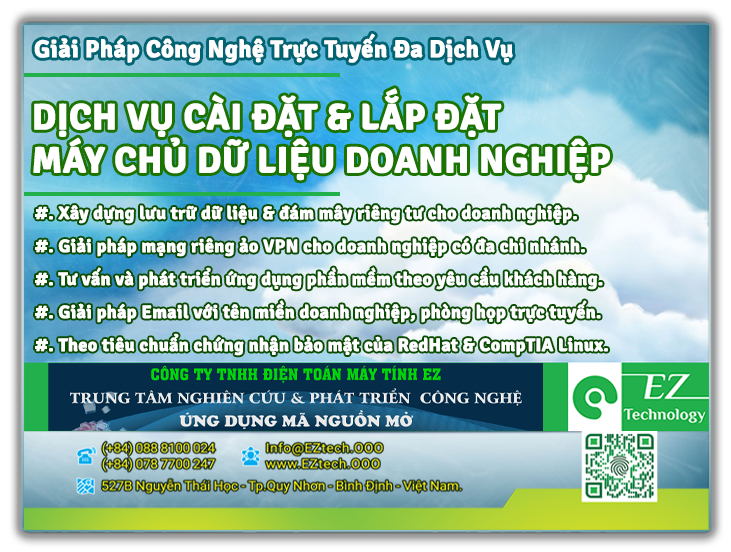 Giải Pháp Công Nghệ Trực Tuyến Đa Dịch Vụ
DỊCH VỤ CÀI ĐẶT & LẮP ĐẶT
MÁY CHỦ DỮ LIỆU DOANH NGHIỆP
#. Xây dựng lưu trữ dữ liệu & đám mây riêng tư cho doanh nghiệp.
#. Giải pháp mạng riêng ảo VPN cho doanh nghiệp có đa chi nhánh.
#. Tư vấn và phát triển ứng dụng phần mềm theo yêu cầu khách hàng.
#. Giải pháp Email với tên miền doanh nghiệp, phòng họp trực tuyến.
#. Theo tiêu chuẩn chứng nhận bảo mật của RedHat & CompTIA Linux.
CÔNG TY TNHH ĐIỆN TOÁN MÁY TÍNH EZ
TRUNG TÂM NGHIÊN CỨU & PHÁT TRIỂN CÔNG NGHỆ
ỨNG DỤNG MÃ NGUỒN MỞ
EZ
Technology
(+84) 088 8100 024
(+84) 078 7700 247
Info@EZtech.OOO
www.EZtech.OOO
527B Nguyễn Thái Học - Tp.Quy Nhơn - Bình Định - Việt Nam.